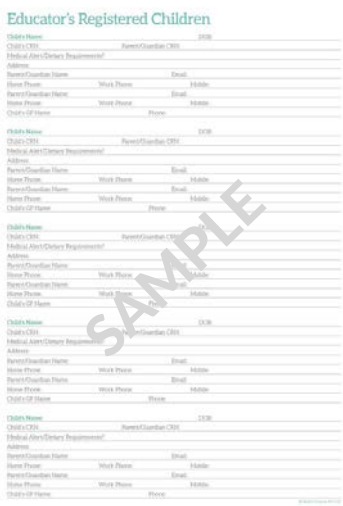 Educator's Registered Children
Child's Name: DOB:
Child's CRN: Parent/Guardian CRN:
Medical Alert/Dietary Requirements?
Address:
Parent/Guardian Name: Email:
Home Phone: Work Phone: Mobile:
Parent/Guardian Name: Email:
Home Phone: Work Phone: Mobile:
Child's GP Name: Phone:
Child's Name: DOB:
Child's CRN: Parent/Guardian CRN:
Medical Alert/Dietary Requirements?
Address:
Parent/Guardian Name: Email:
Home Phone: Work Phone: Mobile:
Parent/Guardian Name: Email:
Home Phone: Work Phone: Mobile:
Child's GP Name: Phone:
Child's Name: DOB:
Child's CRN: Parent/Guardian CRN:
Medical Alert/Dietary Requirements?
Address:
Parent/Guardian Name: Email:
Home Phone: Work Phone: Mobile:
Parent/Guardian Name: Email:
Home Phone: Work Phone: Mobile:
Child's GP Name: Phone:
SAMPLE
Child's Name: DOB:
Child's CRN: Parent/Guardian CRN:
Medical Alert/Dietary Requirements?
Address:
Parent/Guardian Name: Email:
Home Phone: Work Phone: Mobile:
Parent/Guardian Name: Email:
Home Phone: Work Phone: Mobile:
Child's GP Name: Phone:
Child's Name: DOB:
Child's CRN: Parent/Guardian CRN:
Medical Alert/Dietary Requirements?
Address:
Parent/Guardian Name: Email:
Home Phone: Work Phone: Mobile:
Parent/Guardian Name: Email:
Home Phone: Work Phone: Mobile:
Child's GP Name: Phone: